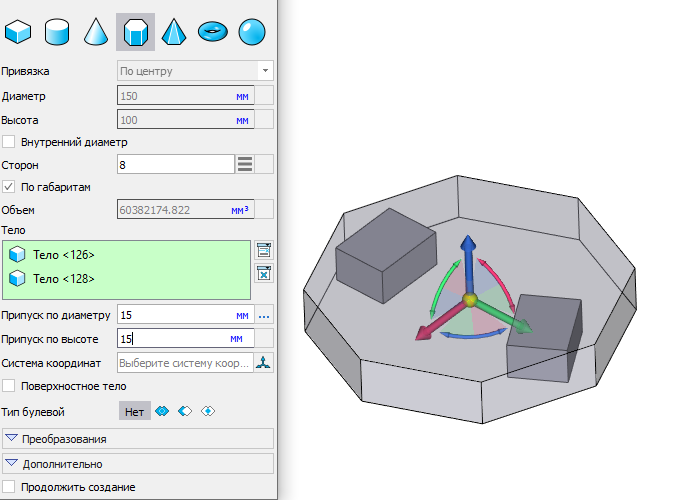 Привязка По центру
Диаметр 150 мм
Высота 100 мм
Внутренний диаметр
Сторон 8
По габаритам
Объем 60382174.822 мм³
Тело
Тело <126>
Тело <128>
Припуск по диаметру 15 мм ...
Припуск по высоте 15 мм
Система координат Выберите систему коор...
Поверхностное тело
Тип булевой Нет
Преобразования
Дополнительно
Продолжить создание